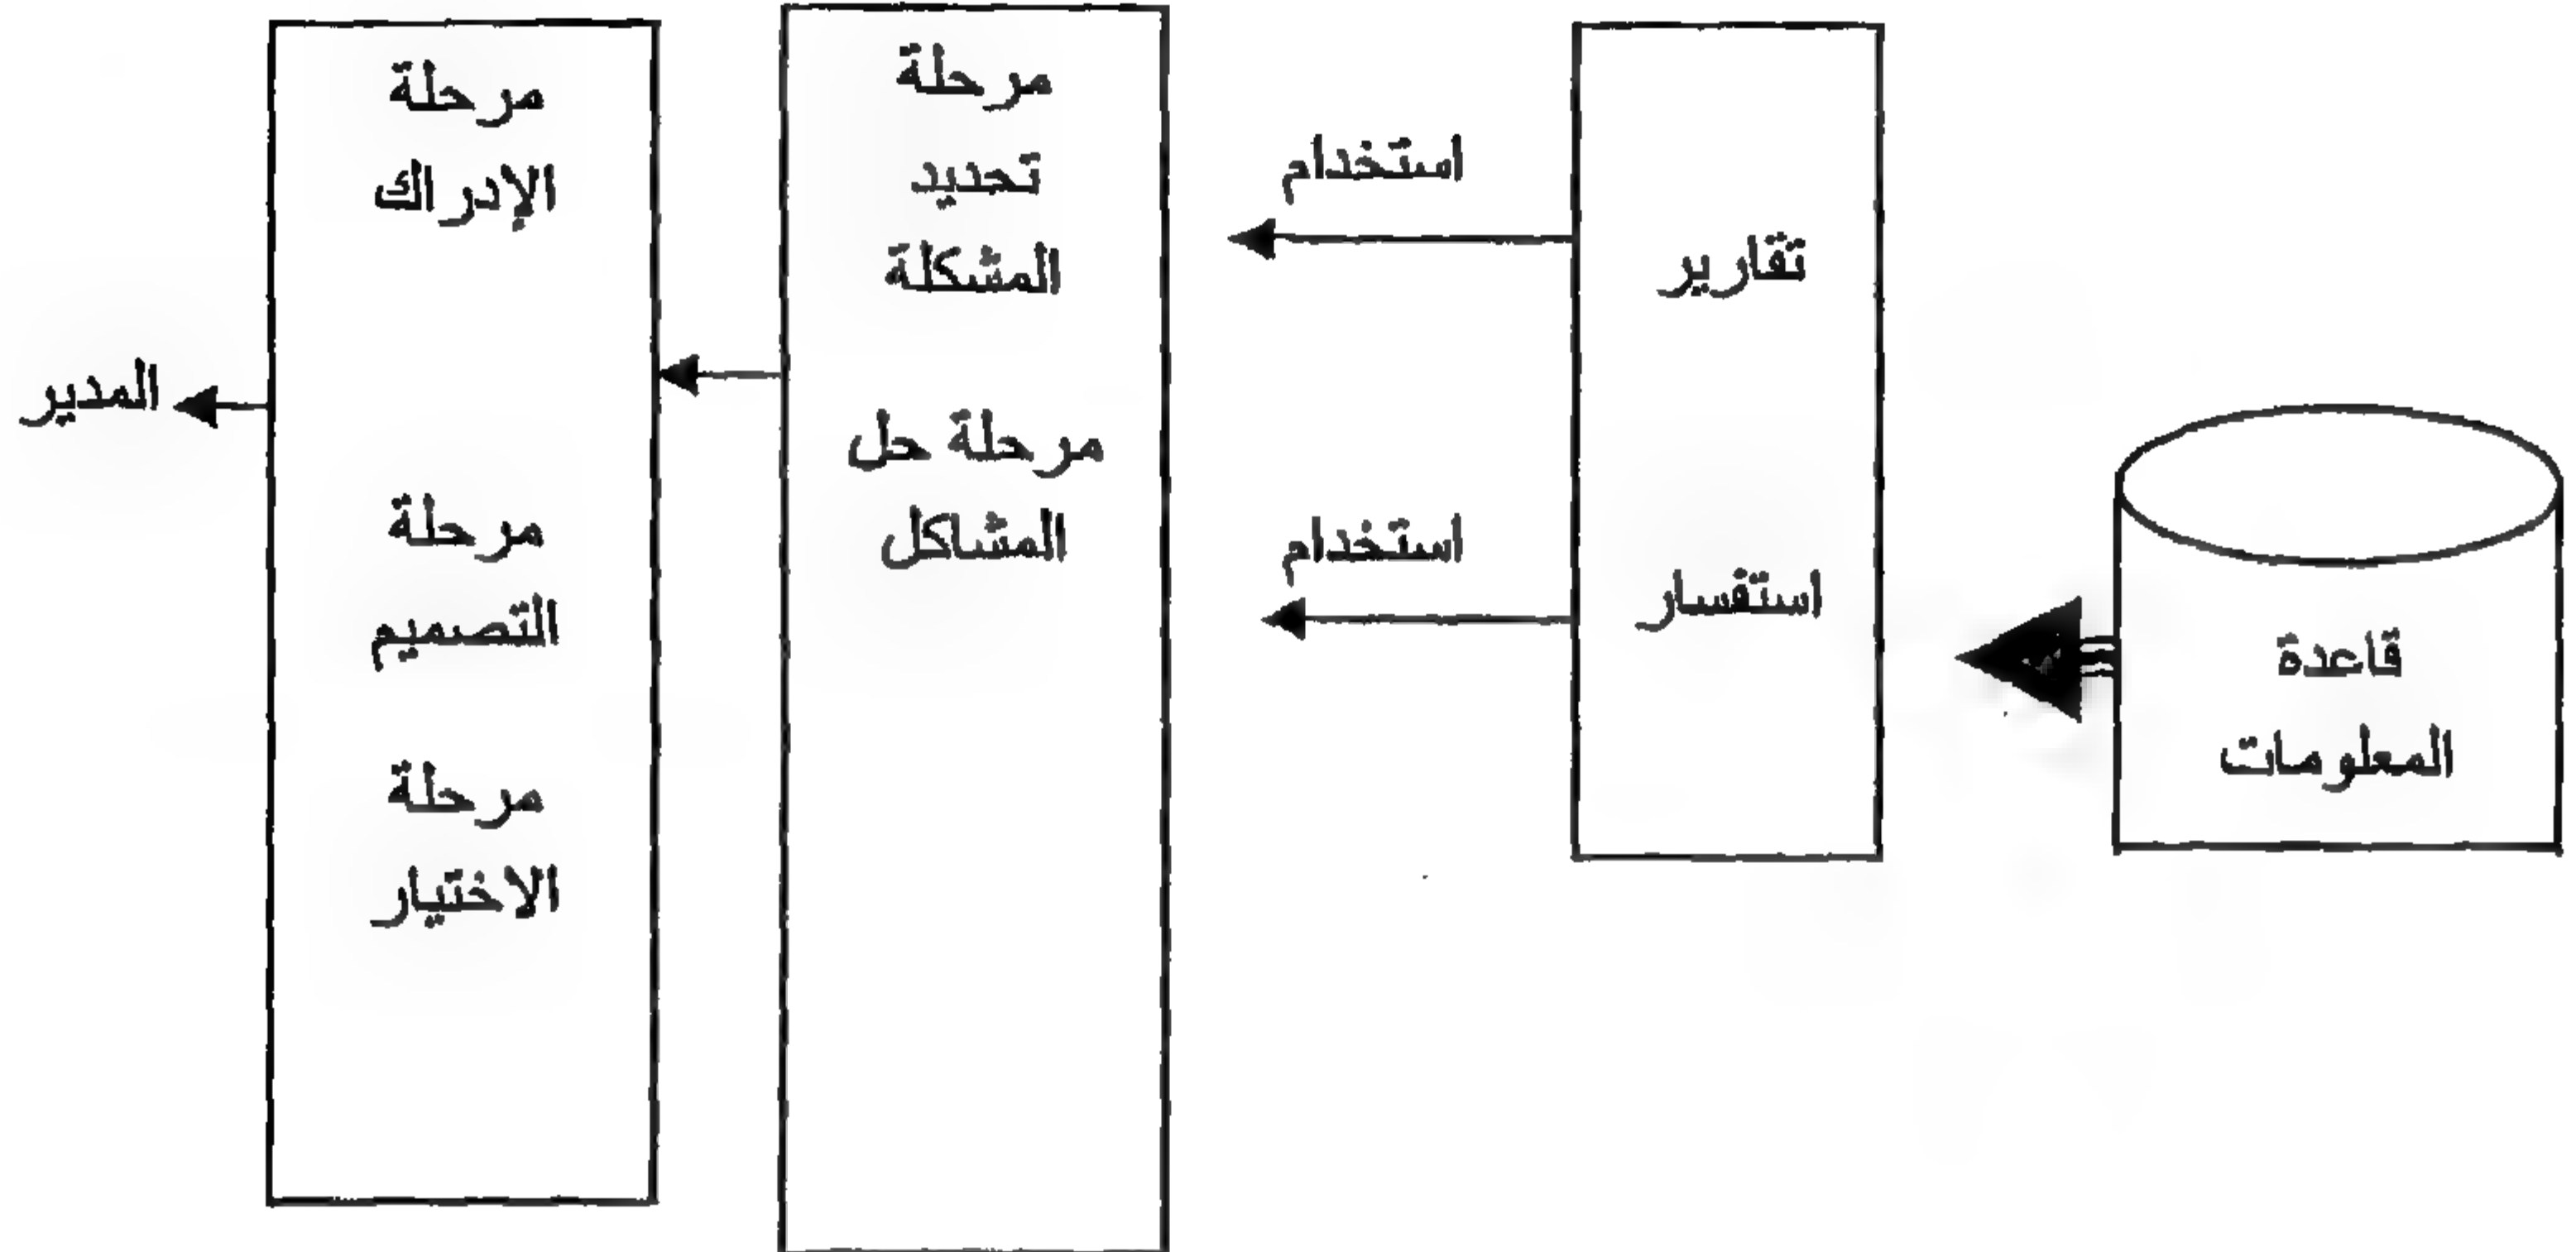 قاعدة
المعلومات
تقارير
استفسار
استخدام
استخدام
مرحلة
تحديد
المشكلة
مرحلة حل
المشاكل
مرحلة
الإدراك
مرحلة
التصميم
مرحلة
الاختيار
المدير